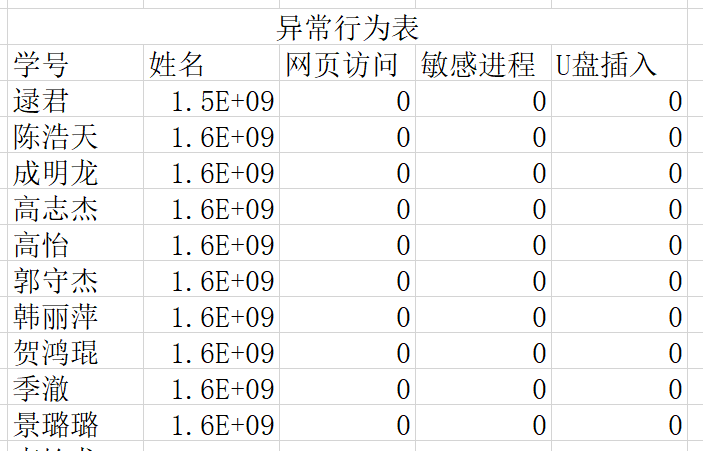 异常行为表
学号 姓名 网页访问 敏感进程 U盘插入
逯君 1.5E+09 0 0 0
陈浩天 1.6E+09 0 0 0
成明龙 1.6E+09 0 0 0
高志杰 1.6E+09 0 0 0
高怡 1.6E+09 0 0 0
郭守杰 1.6E+09 0 0 0
韩丽萍 1.6E+09 0 0 0
贺鸿琨 1.6E+09 0 0 0
季澈 1.6E+09 0 0 0
景璐璐 1.6E+09 0 0 0